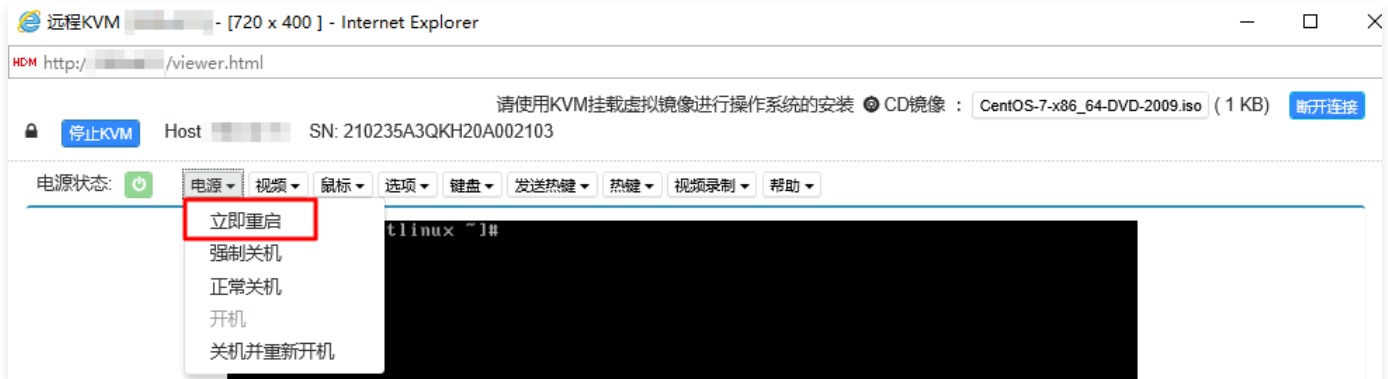 远程KVM - [720 x 400 ] - Internet Explorer
HDM http:/ /viewer.html
请使用KVM挂载虚拟镜像进行操作系统的安装 CD镜像 ： CentOS-7-x86_64-DVD-2009.iso ( 1 KB) 断开连接
停止KVM Host SN: 210235A3QKH20A002103
电源状态: 电源 视频 鼠标 选项 键盘 发送热键 热键 视频录制 帮助
立即重启
tlinux ~]#
强制关机
正常关机
开机
关机并重新开机